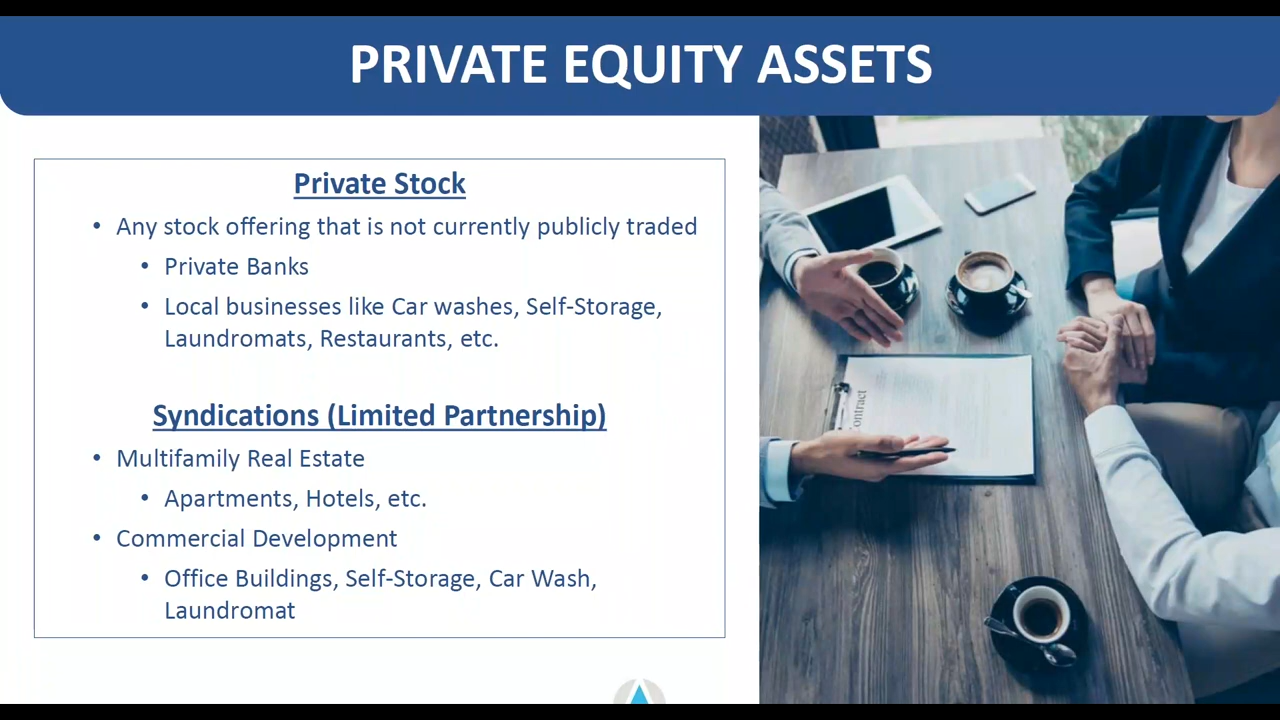 PRIVATE EQUITY ASSETS
Private Stock
• Any stock offering that is not currently publicly traded
• Private Banks
• Local businesses like Car washes, Self-Storage,
Laundromats, Restaurants, etc.
Syndications (Limited Partnership)
• Multifamily Real Estate
• Apartments, Hotels, etc.
• Commercial Development
• Office Buildings, Self-Storage, Car Wash,
Laundromat